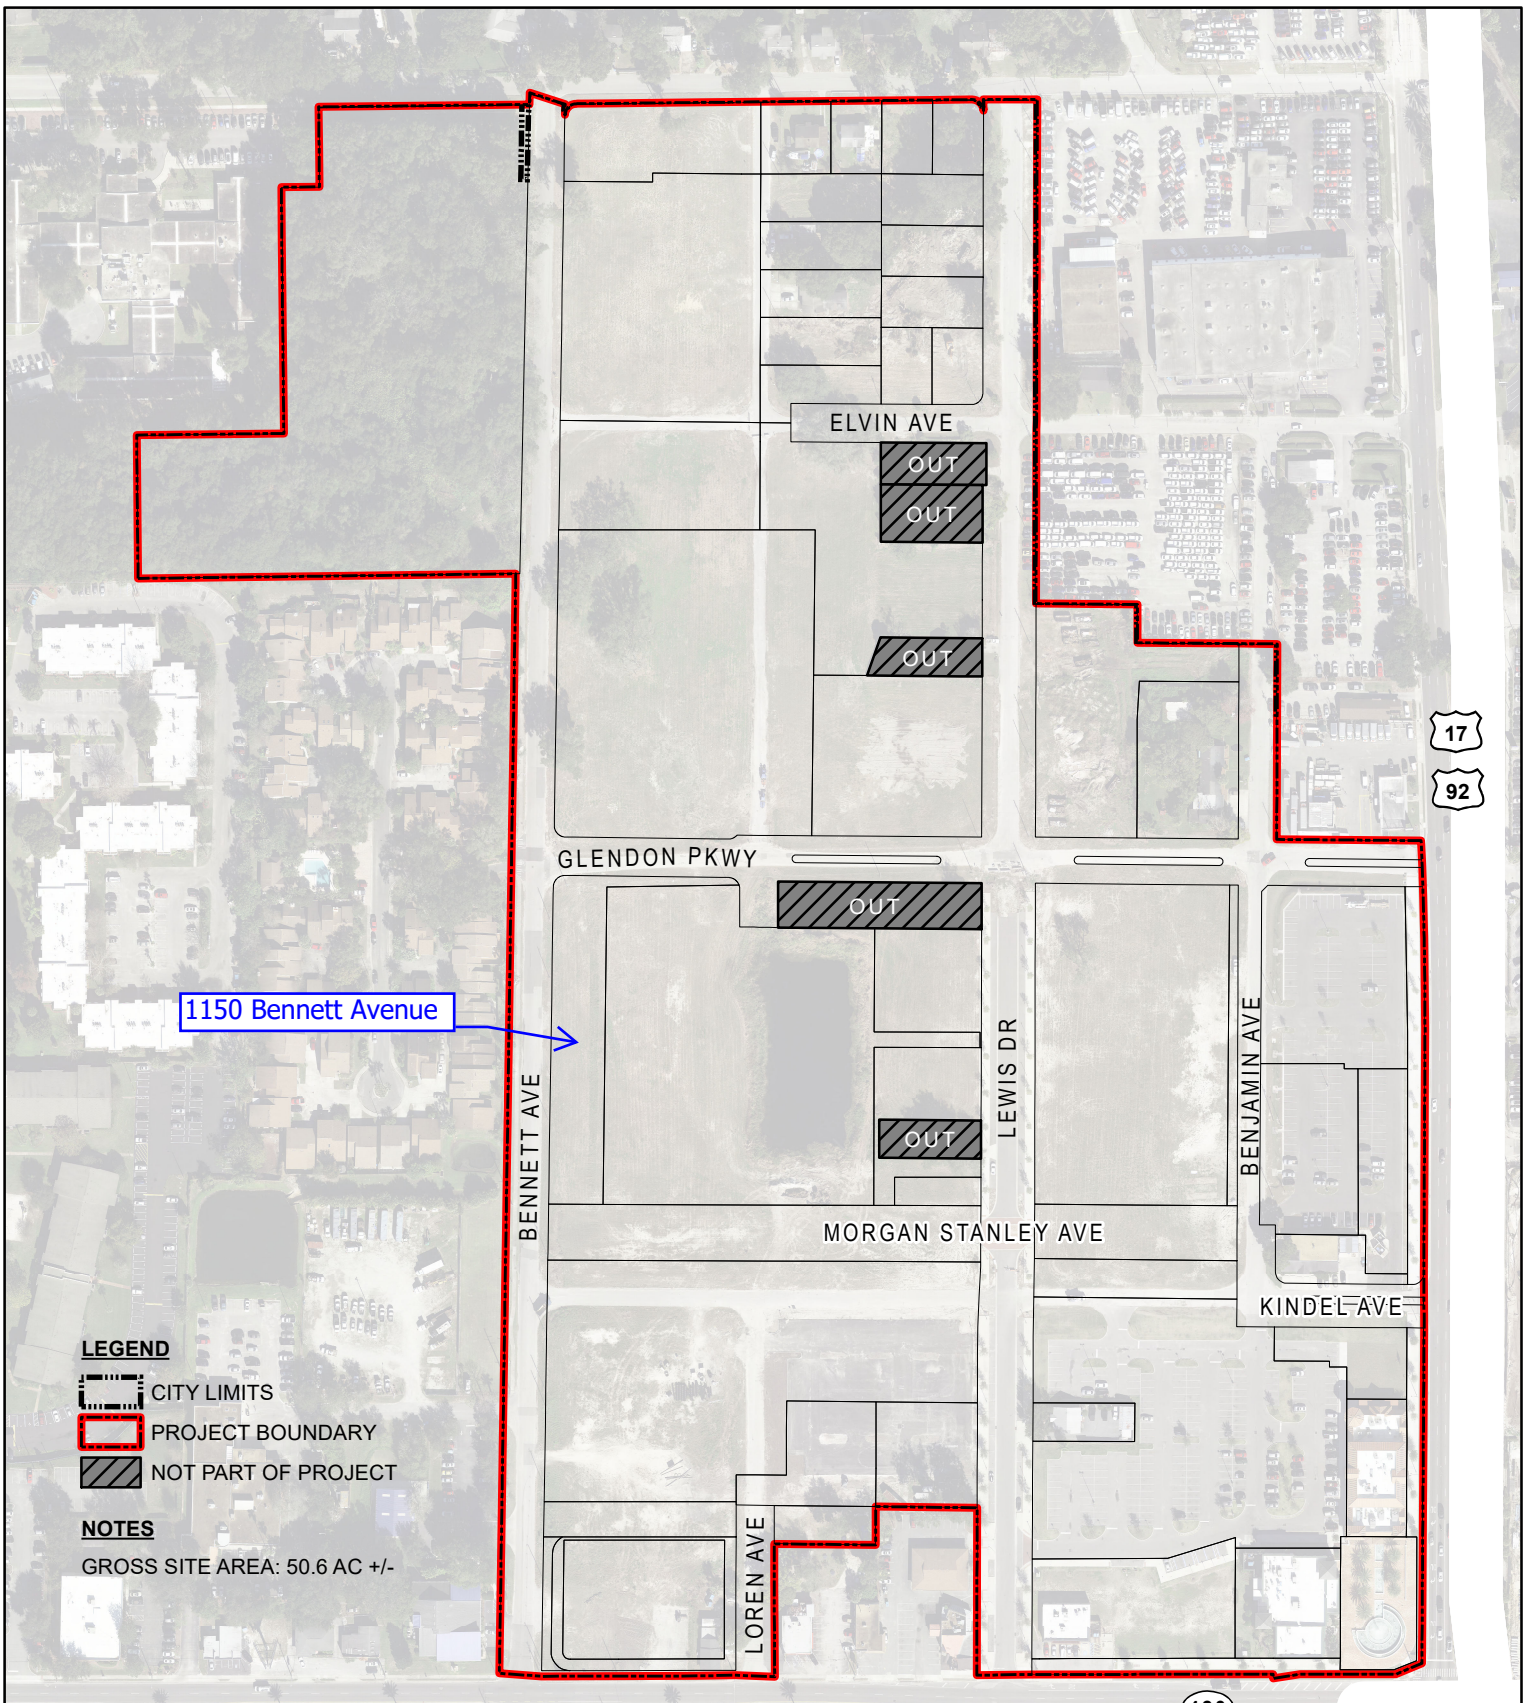 ELVIN AVE
OUT
OUT
OUT
17
92
GLENDON PKWY
OUT
1150 Bennett Avenue
BENNETT AVE
LEWIS DR
BENJAMIN AVE
OUT
MORGAN STANLEY AVE
KINDEL AVE
LEGEND
CITY LIMITS
PROJECT BOUNDARY
NOT PART OF PROJECT
NOTES
GROSS SITE AREA: 50.6 AC +/-
LOREN AVE